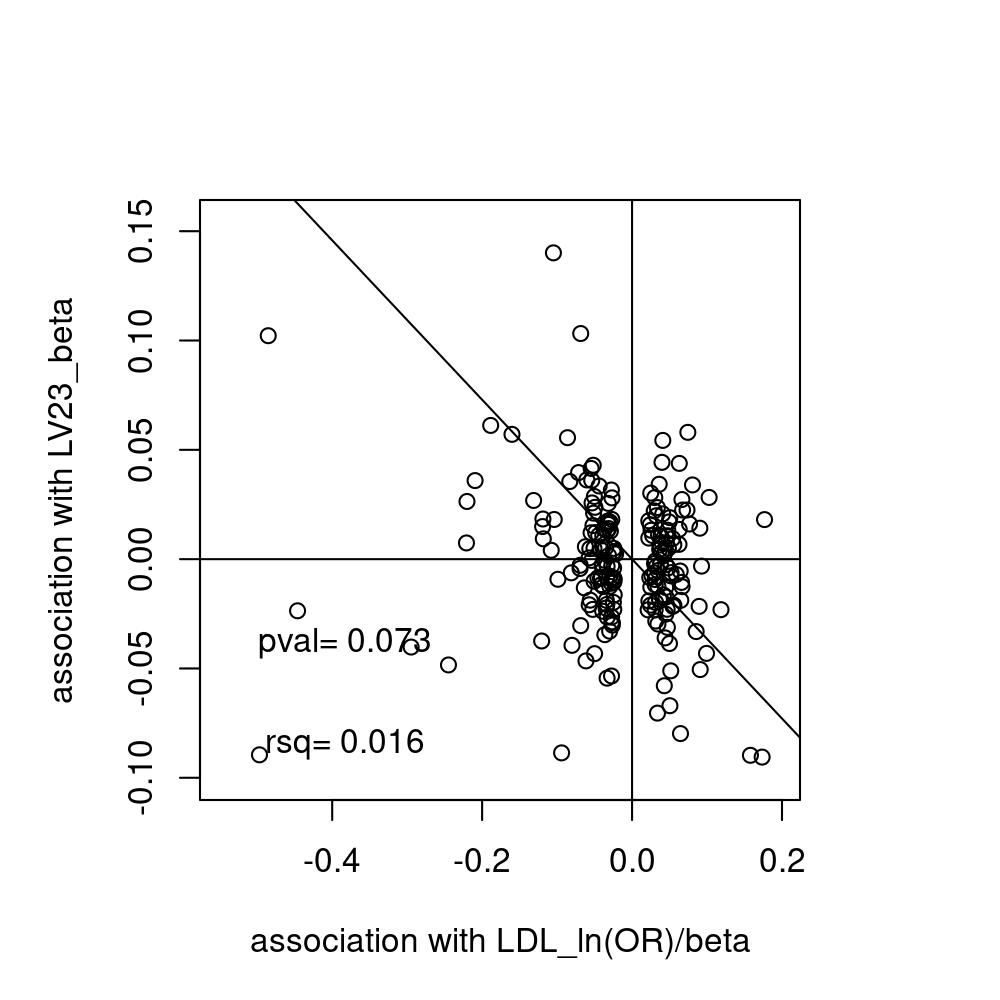 0.15
0.10
0.05
0.00
-0.05
-0.10
association with LV23_beta
pval= 0.073
rsq= 0.016
-0.4 -0.2 0.0 0.2
association with LDL_ln(OR)/beta